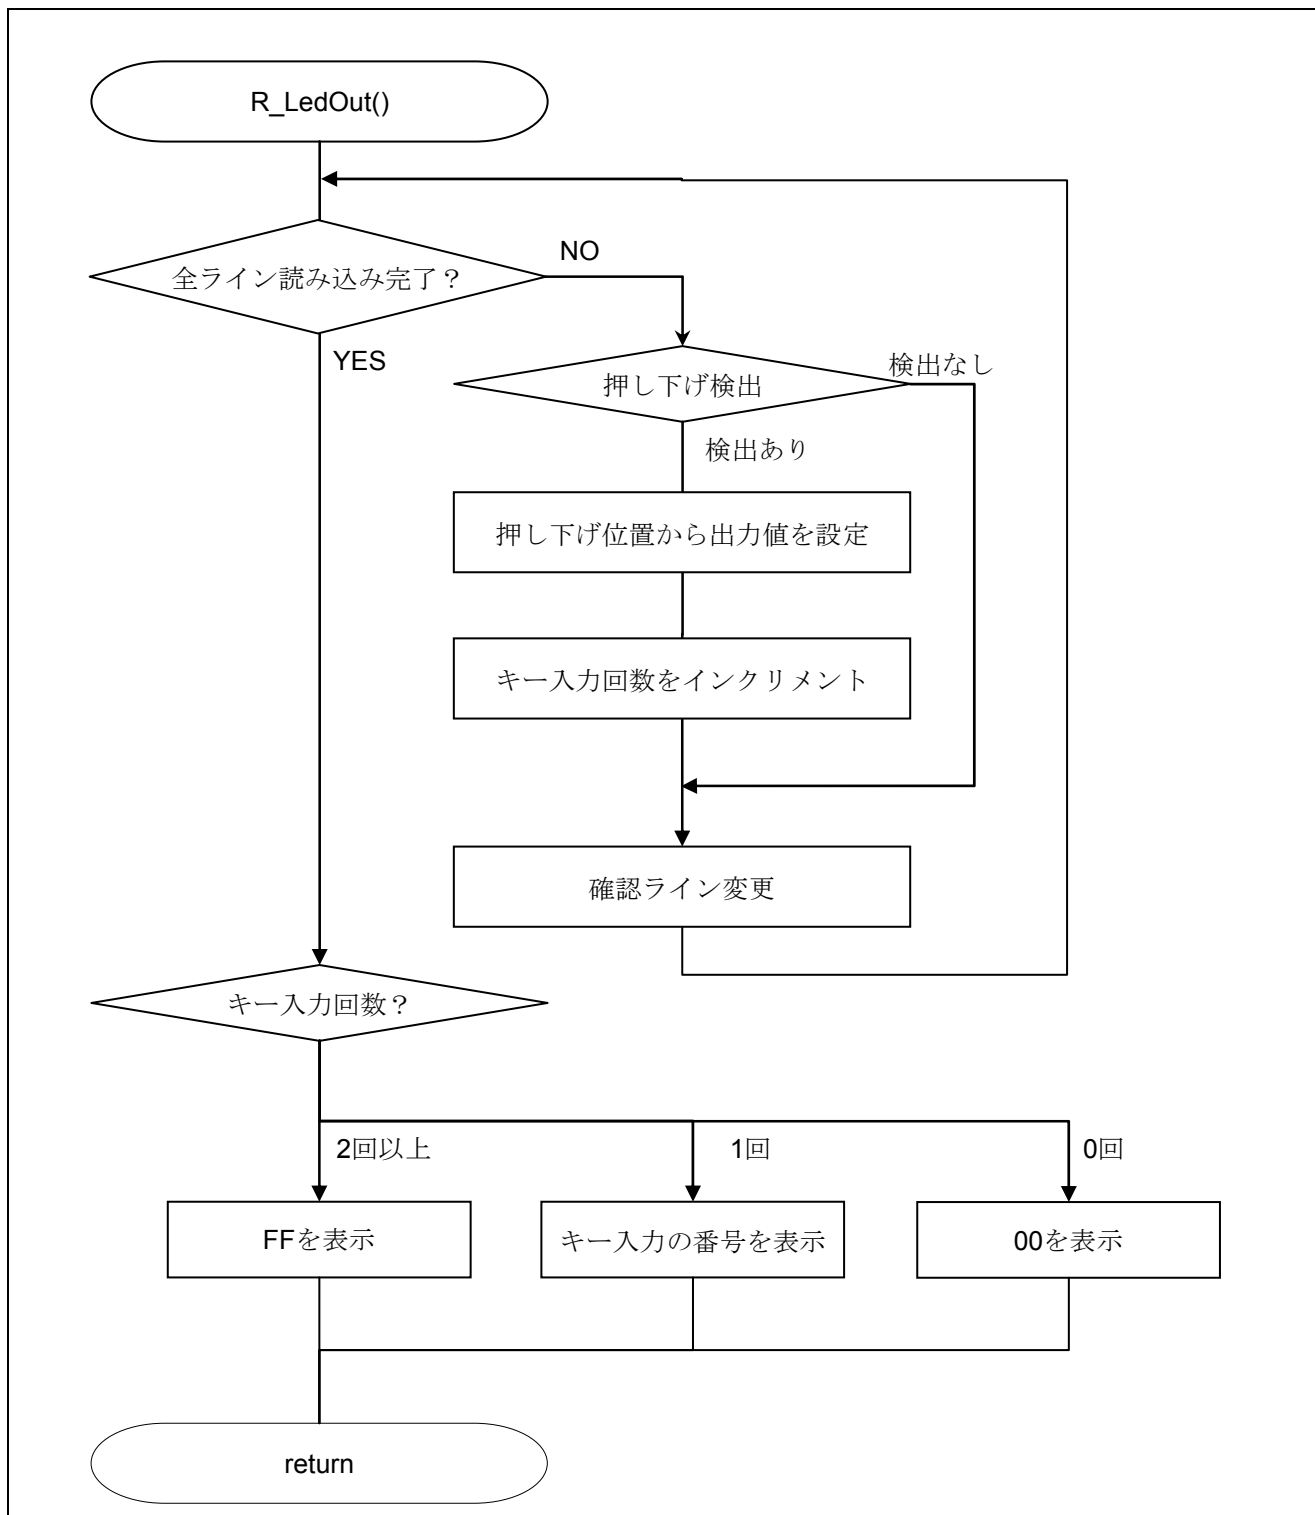 R_LedOut()
全ライン読み込み完了？
NO
YES
押し下げ検出
検出なし
検出あり
押し下げ位置から出力値を設定
キー入力回数をインクリメント
確認ライン変更
キー入力回数？
2回以上
1回
0回
FFを表示
キー入力の番号を表示
00を表示
return